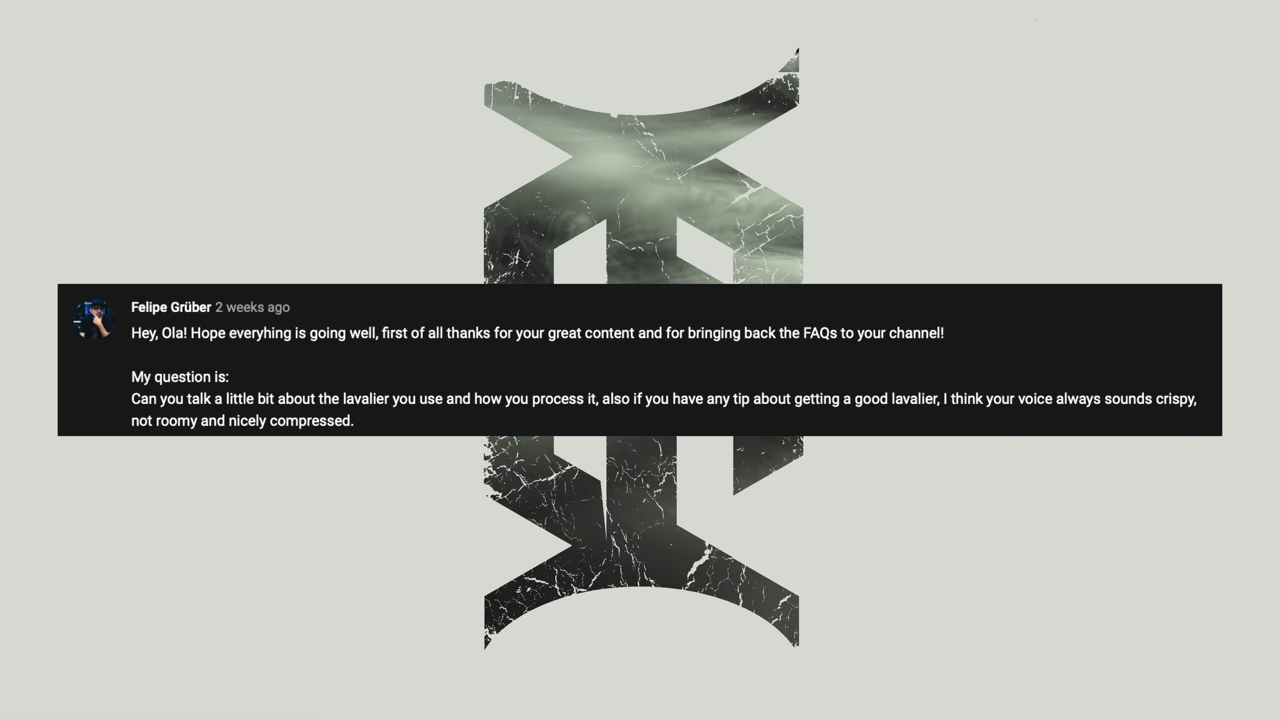 Felipe Grüber 2 weeks ago
Hey, Ola! Hope everyhing is going well, first of all thanks for your great content and for bringing back the FAQs to your channel!
My question is:
Can you talk a little bit about the lavalier you use and how you process it, also if you have any tip about getting a good lavalier, I think your voice always sounds crispy,
not roomy and nicely compressed.